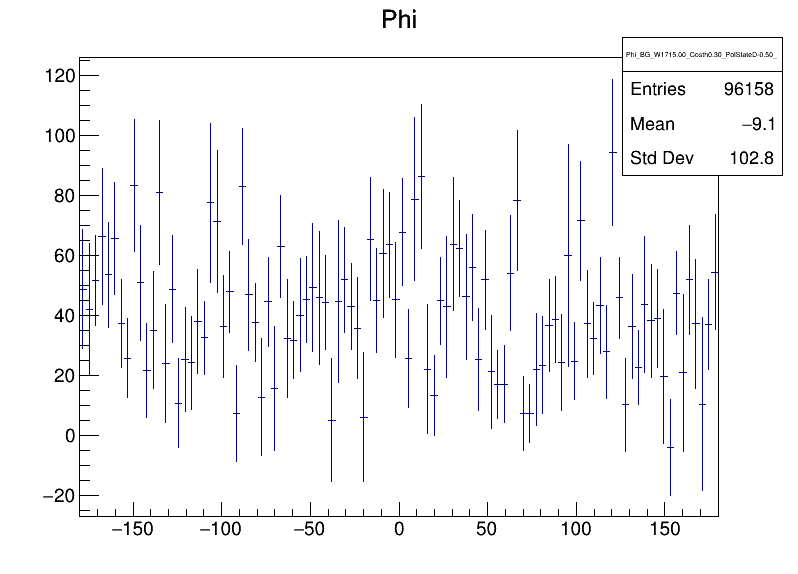 Phi
Phi_BG_W1715.00_Costh0.30_PolStateD-0.50_
Entries 96158
Mean −9.1
Std Dev 102.8
120
100
80
60
40
20
0
−20
−150 −100 −50 0 50 100 150